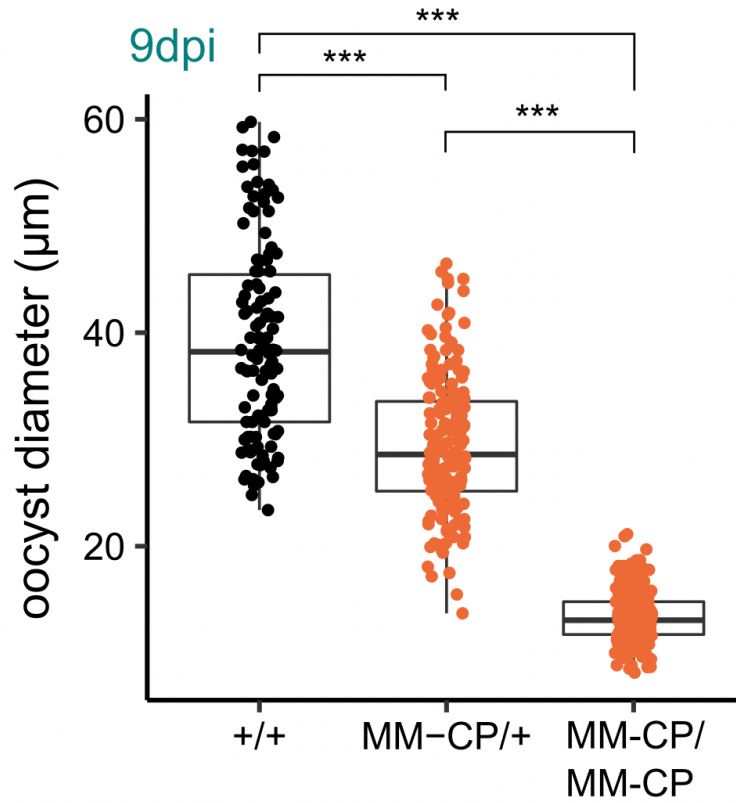 ***
9dpi
***
***
60
40
20
oocyst diameter (μm)
+/+
MM−CP/+
MM-CP/
MM-CP